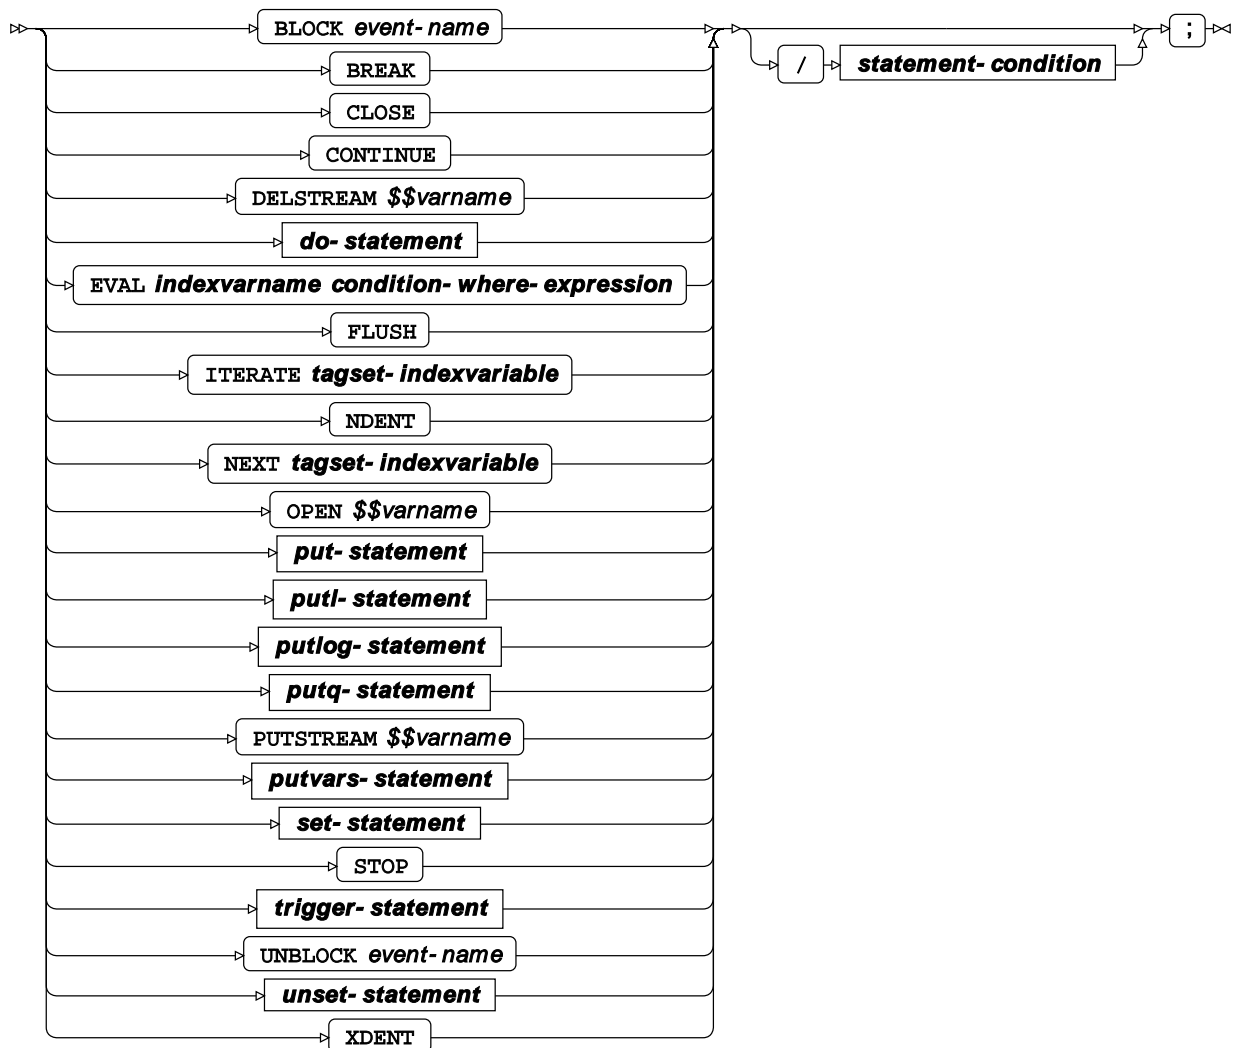 BLOCK event-name
;
BREAK
/ statement-condition
CLOSE
CONTINUE
DELSTREAM $$varname
do-statement
EVAL indexvarname condition-where-expression
FLUSH
ITERATE tagset-indexvariable
NDENT
NEXT tagset-indexvariable
OPEN $$varname
put-statement
putl-statement
putlog-statement
putq-statement
PUTSTREAM $$varname
putvars-statement
set-statement
STOP
trigger-statement
UNBLOCK event-name
unset-statement
XDENT